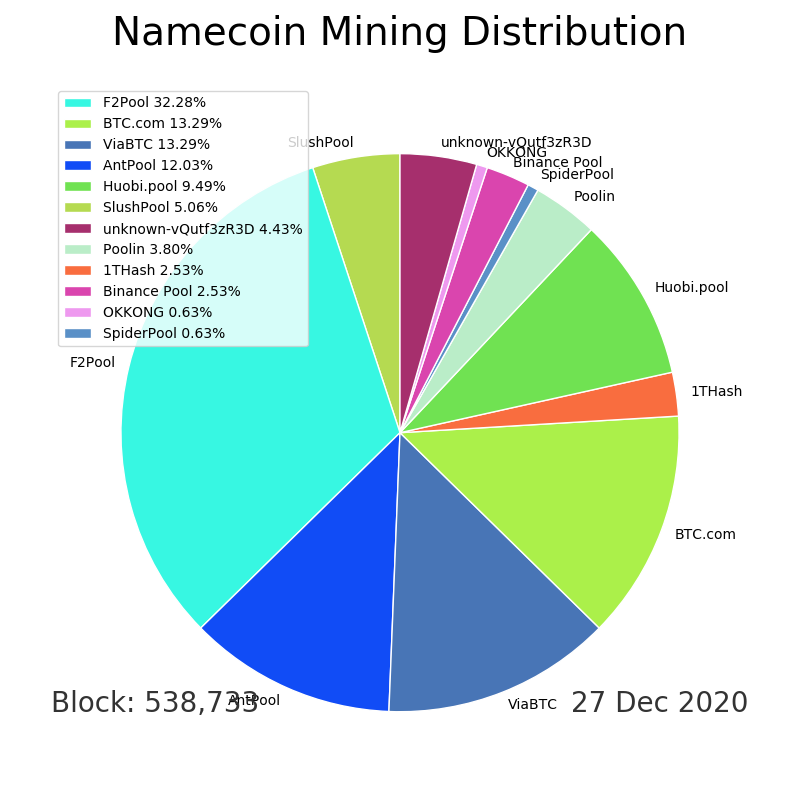 Namecoin Mining Distribution
F2Pool 32.28%
BTC.com 13.29%
ViaBTC 13.29%
AntPool 12.03%
Huobi.pool 9.49%
SlushPool 5.06%
unknown-vQutf3zR3D 4.43%
Poolin 3.80%
1THash 2.53%
Binance Pool 2.53%
OKKONG 0.63%
SpiderPool 0.63%
SlushPool
unknown-vQutf3zR3D
OKKONG
Binance Pool
SpiderPool
Poolin
Huobi.pool
F2Pool
1THash
BTC.com
AntPool
ViaBTC
Block: 538,733
27 Dec 2020